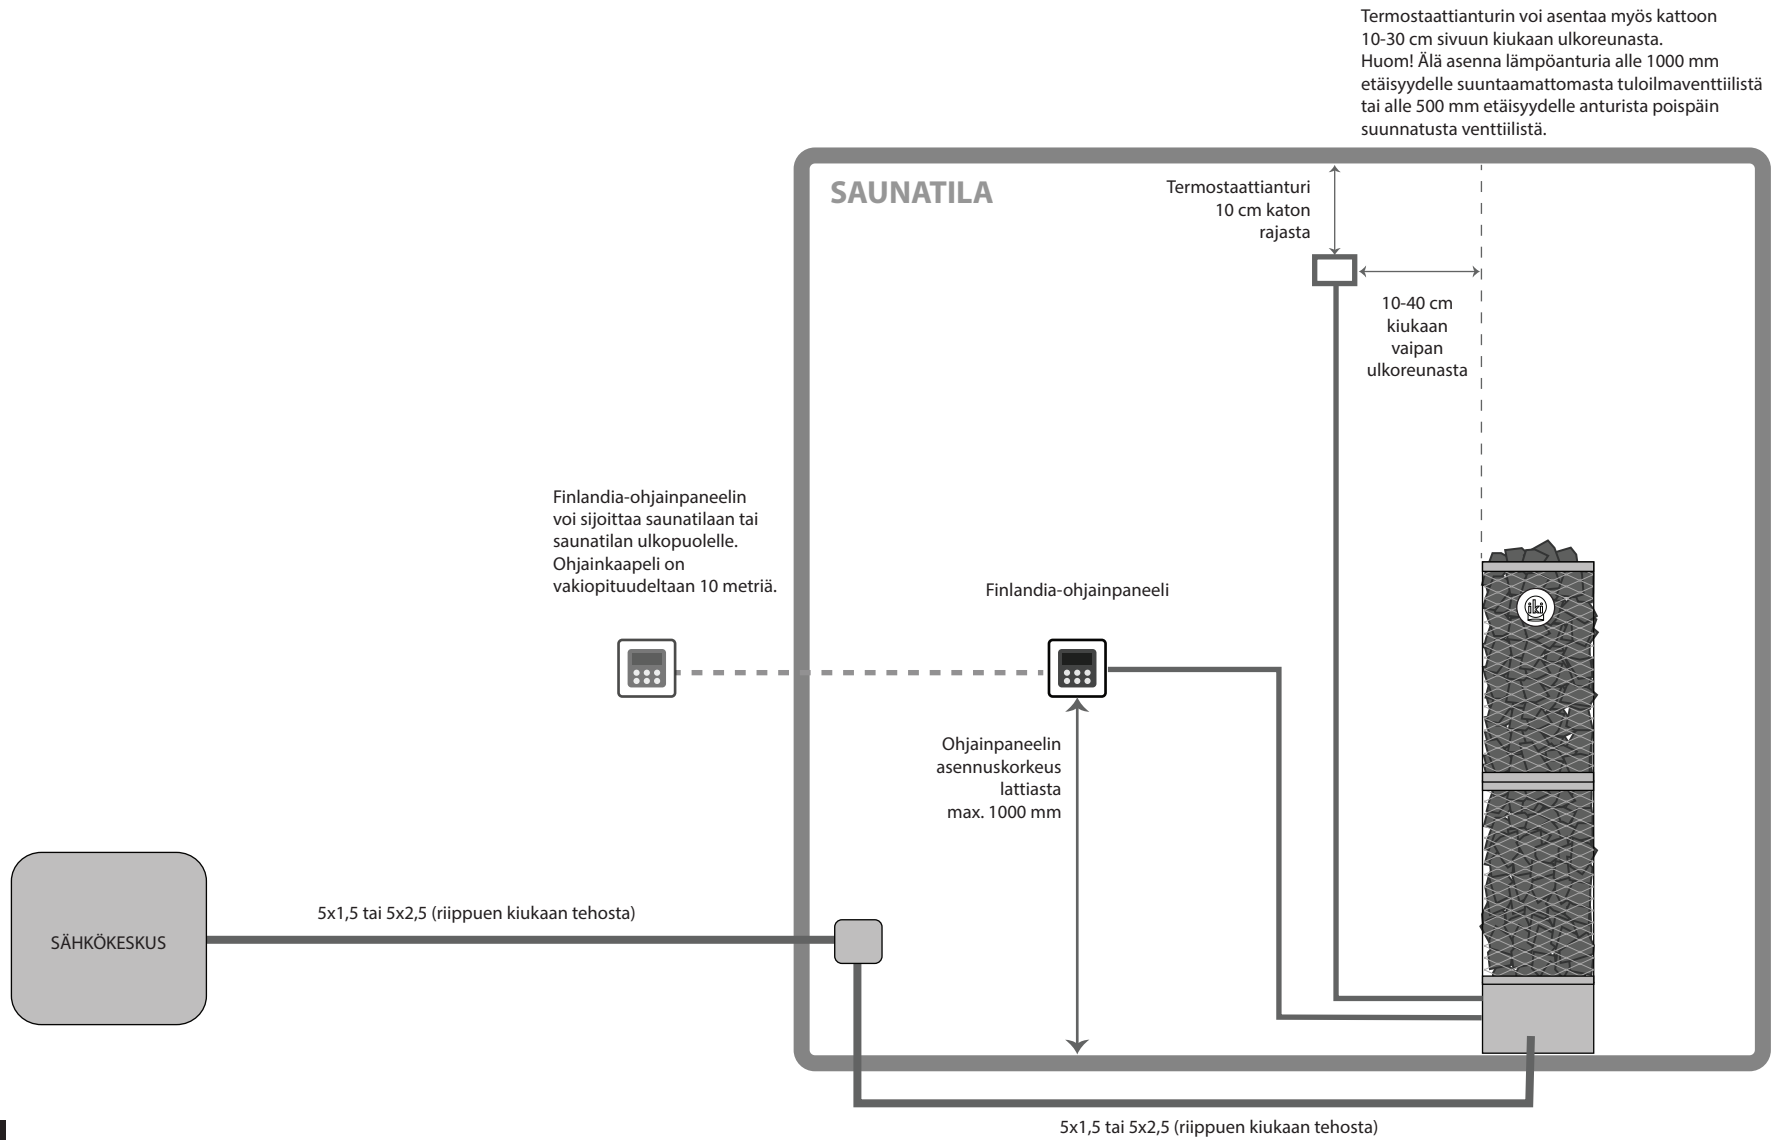 Termostaattianturin voi asentaa myös kattoon
10-30 cm sivuun kiukaan ulkoreunasta.
Huom! Älä asenna lämpöanturia alle 1000 mm
etäisyydelle suuntaamattomasta tuloilmaventtiilistä
tai alle 500 mm etäisyydelle anturista poispäin
suunnatusta venttiilistä.
SAUNATILA
Termostaattianturi
10 cm katon
rajasta
10-40 cm
kiukaan
vaipan
ulkoreunasta
Finlandia-ohjainpaneelin
voi sijoittaa saunatilaan tai
saunatilan ulkopuolelle.
Ohjainkaapeli on
vakiopituudeltaan 10 metriä.
Finlandia-ohjainpaneeli
iki
Ohjainpaneelin
asennuskorkeus
lattiasta
max. 1000 mm
5x1,5 tai 5x2,5 (riippuen kiukaan tehosta)
SÄHKÖKESKUS
5x1,5 tai 5x2,5 (riippuen kiukaan tehosta)